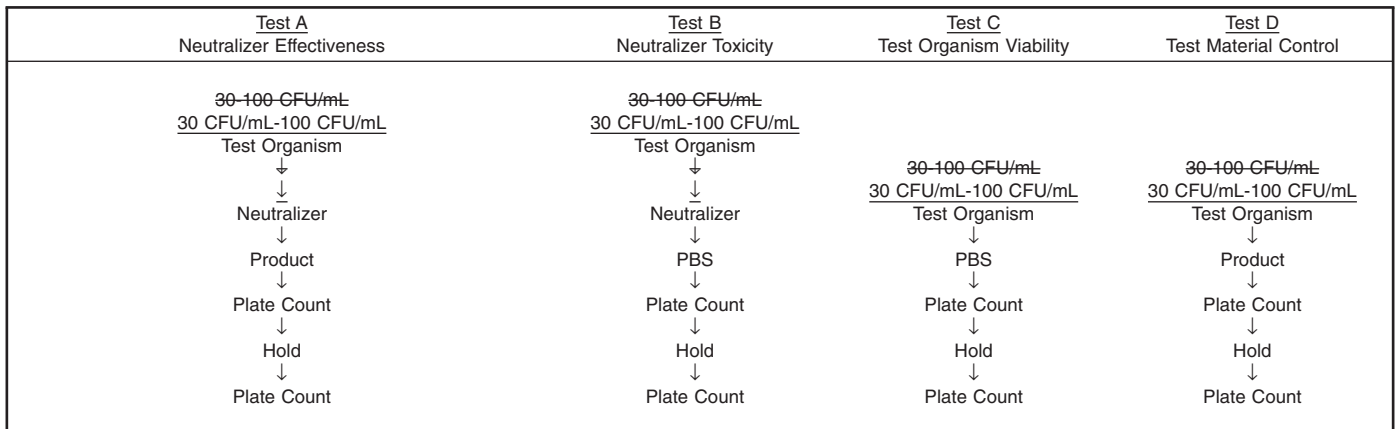 Test A Test B Test C Test D
Neutralizer Effectiveness Neutralizer Toxicity Test Organism Viability Test Material Control
30-100 CFU/mL 30-100 CFU/mL
30 CFU/mL-100 CFU/mL 30 CFU/mL-100 CFU/mL
Test Organism Test Organism
↓ ↓ 30-100 CFU/mL 30-100 CFU/mL
↓ ↓ 30 CFU/mL-100 CFU/mL 30 CFU/mL-100 CFU/mL
Neutralizer Neutralizer Test Organism Test Organism
↓ ↓ ↓ ↓
Product PBS PBS Product
↓ ↓ ↓ ↓
Plate Count Plate Count Plate Count Plate Count
↓ ↓ ↓ ↓
Hold Hold Hold Hold
↓ ↓ ↓ ↓
Plate Count Plate Count Plate Count Plate Count